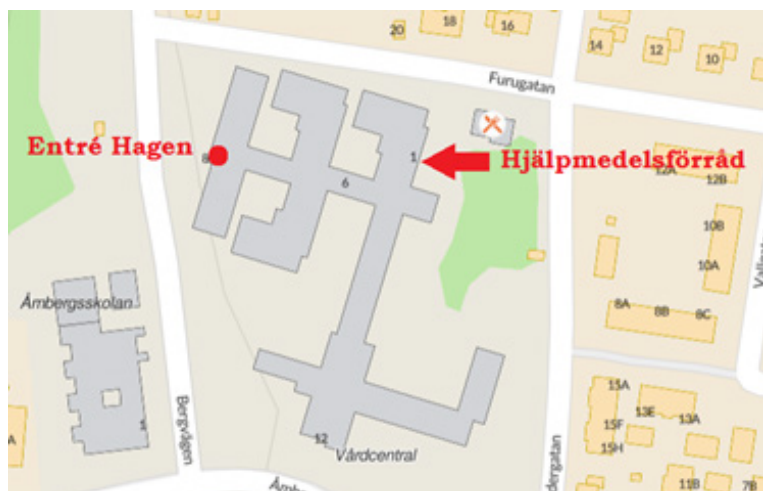 20
18
16
14
12
10
Furugatan
Entré Hagen
8
6
1
Hjälpmedelsförråd
12A
12B
10B
10A
8A
8B
8C
Åmbergsskolan
1
Bergvägen
12
Vårdcentral
15A
15F
15H
13E
13A
11B
7B